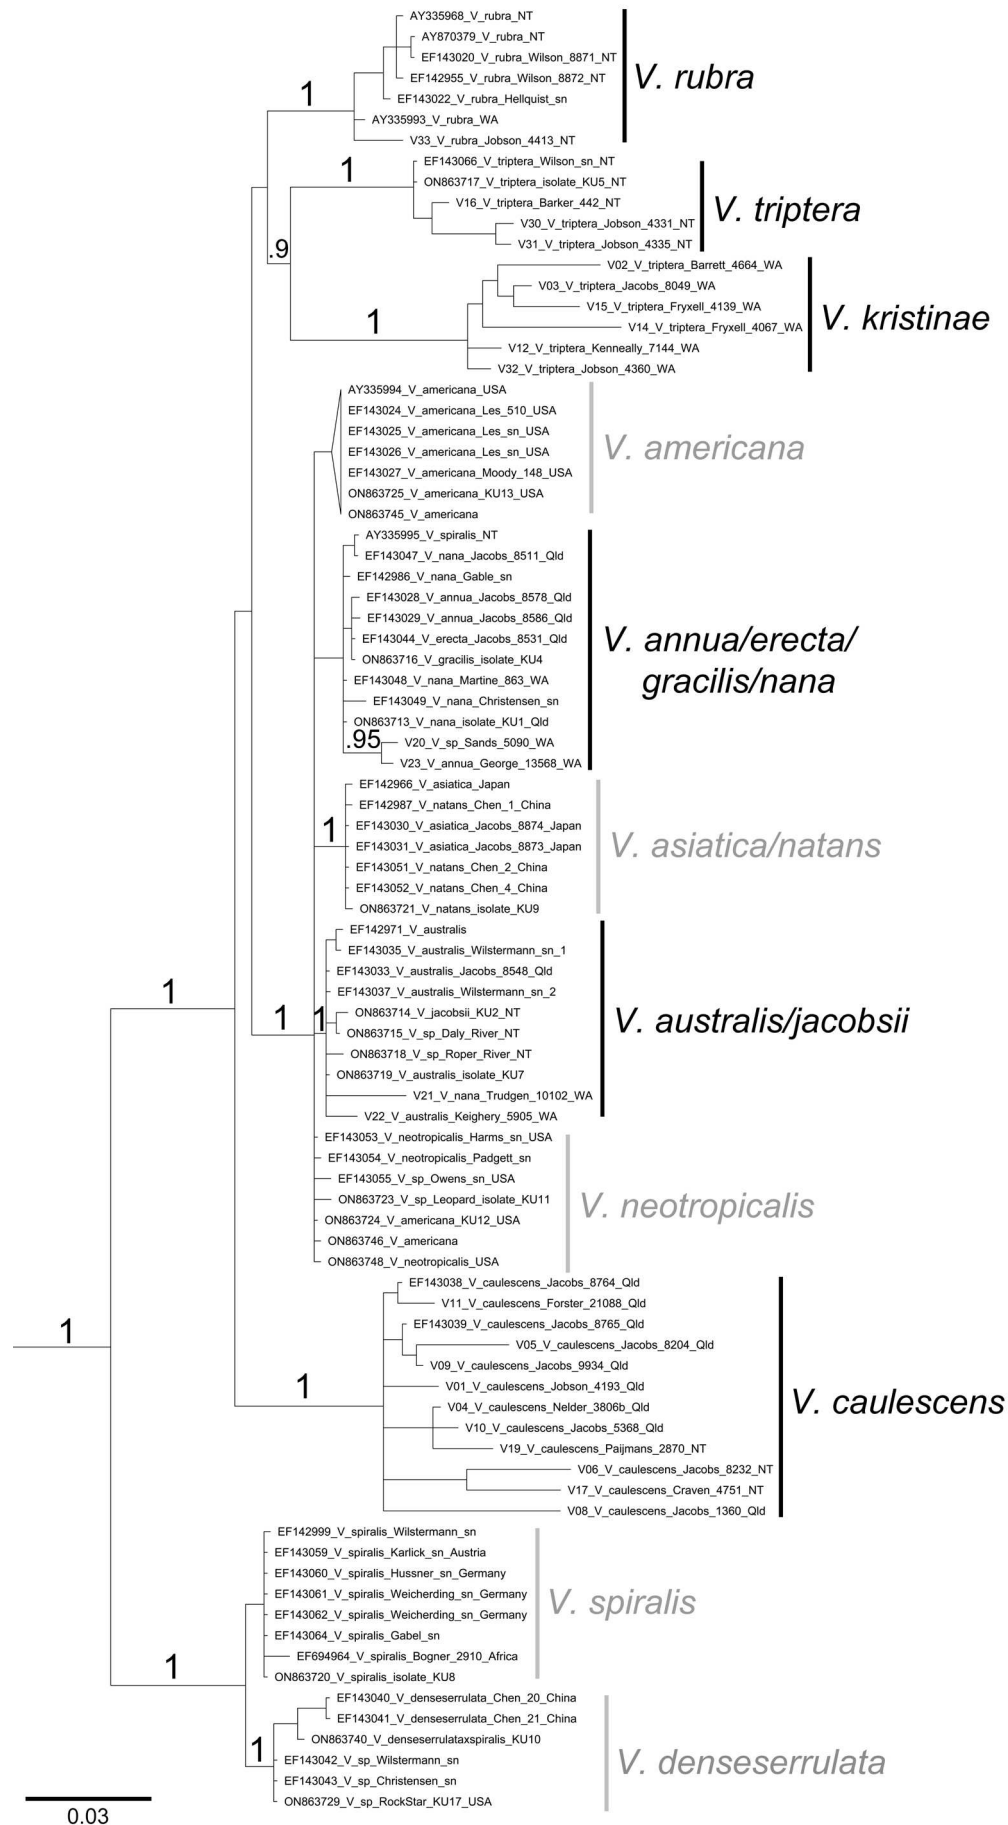 AY335968_V_rubra_NT
AY870379_V_rubra_NT
EF143020_V_rubra_Wilson_8871_NT
EF142955_V_rubra_Wilson_8872_NT
EF143022_V_rubra_Hellquist_sn
AY335993_V_rubra_WA
V33_V_rubra_Jobson_4413_NT
1
V. rubra
EF143066_V_triptera_Wilson_sn_NT
ON863717_V_triptera_isolate_KU5_NT
V16_V_triptera_Barker_442_NT
V30_V_triptera_Jobson_4331_NT
V31_V_triptera_Jobson_4335_NT
1
V. triptera
.9
V02_V_triptera_Barrett_4664_WA
V03_V_triptera_Jacobs_8049_WA
V15_V_triptera_Fryxell_4139_WA
V14_V_triptera_Fryxell_4067_WA
V12_V_triptera_Kenneally_7144_WA
V32_V_triptera_Jobson_4360_WA
1
V. kristinae
AY335994_V_americana_USA
EF143024_V_americana_Les_510_USA
EF143025_V_americana_Les_sn_USA
EF143026_V_americana_Les_sn_USA
EF143027_V_americana_Moody_148_USA
ON863725_V_americana_KU13_USA
ON863745_V_americana
V. americana
AY335995_V_spiralis_NT
EF143047_V_nana_Jacobs_8511_Qld
EF142986_V_nana_Gable_sn
EF143028_V_annua_Jacobs_8578_Qld
EF143029_V_annua_Jacobs_8586_Qld
EF143044_V_erecta_Jacobs_8531_Qld
ON863716_V_gracilis_isolate_KU4
EF143048_V_nana_Martine_863_WA
EF143049_V_nana_Christensen_sn
ON863713_V_nana_isolate_KU1_Qld
.95
V20_V_sp_Sands_5090_WA
V23_V_annua_George_13568_WA
V. annua/erecta/
gracilis/nana
EF142966_V_asiatica_Japan
EF142987_V_natans_Chen_1_China
EF143030_V_asiatica_Jacobs_8874_Japan
EF143031_V_asiatica_Jacobs_8873_Japan
EF143051_V_natans_Chen_2_China
EF143052_V_natans_Chen_4_China
ON863721_V_natans_isolate_KU9
1
V. asiatica/natans
EF142971_V_australis
EF143035_V_australis_Wilstermann_sn_1
EF143033_V_australis_Jacobs_8548_Qld
EF143037_V_australis_Wilstermann_sn_2
ON863714_V_jacobsii_KU2_NT
ON863715_V_sp_Daly_River_NT
ON863718_V_sp_Roper_River_NT
ON863719_V_australis_isolate_KU7
V21_V_nana_Trudgen_10102_WA
V22_V_australis_Keighery_5905_WA
1
1
1
V. australis/jacobsii
EF143053_V_neotropicalis_Harms_sn_USA
EF143054_V_neotropicalis_Padgett_sn
EF143055_V_sp_Owens_sn_USA
ON863723_V_sp_Leopard_isolate_KU11
ON863724_V_americana_KU12_USA
ON863746_V_americana
ON863748_V_neotropicalis_USA
V. neotropicalis
EF143038_V_caulescens_Jacobs_8764_Qld
V11_V_caulescens_Forster_21088_Qld
EF143039_V_caulescens_Jacobs_8765_Qld
V05_V_caulescens_Jacobs_8204_Qld
V09_V_caulescens_Jacobs_9934_Qld
V01_V_caulescens_Jobson_4193_Qld
V04_V_caulescens_Nelder_3806b_Qld
V10_V_caulescens_Jacobs_5368_Qld
V19_V_caulescens_Paijmans_2870_NT
V06_V_caulescens_Jacobs_8232_NT
V17_V_caulescens_Craven_4751_NT
V08_V_caulescens_Jacobs_1360_Qld
1
1
V. caulescens
EF142999_V_spiralis_Wilstermann_sn
EF143059_V_spiralis_Karlick_sn_Austria
EF143060_V_spiralis_Hussner_sn_Germany
EF143061_V_spiralis_Weicherding_sn_Germany
EF143062_V_spiralis_Weicherding_sn_Germany
EF143064_V_spiralis_Gabel_sn
EF694964_V_spiralis_Bogner_2910_Africa
ON863720_V_spiralis_isolate_KU8
1
V. spiralis
EF143040_V_denseserrulata_Chen_20_China
EF143041_V_denseserrulata_Chen_21_China
ON863740_V_denseserrulataxspiralis_KU10
EF143042_V_sp_Wilstermann_sn
EF143043_V_sp_Christensen_sn
ON863729_V_sp_RockStar_KU17_USA
1
V. denseserrulata
0.03